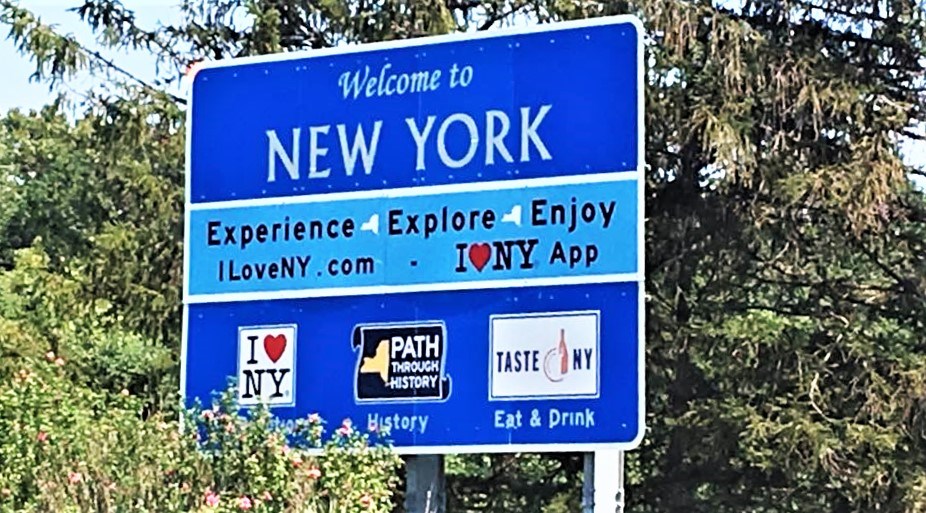 Welcome to
NEW YORK
Experience Explore Enjoy
ILoveNY.com - I♥NY App
I♥
NY
PATH
THROUGH
HISTORY
TASTE NY
History
Eat & Drink